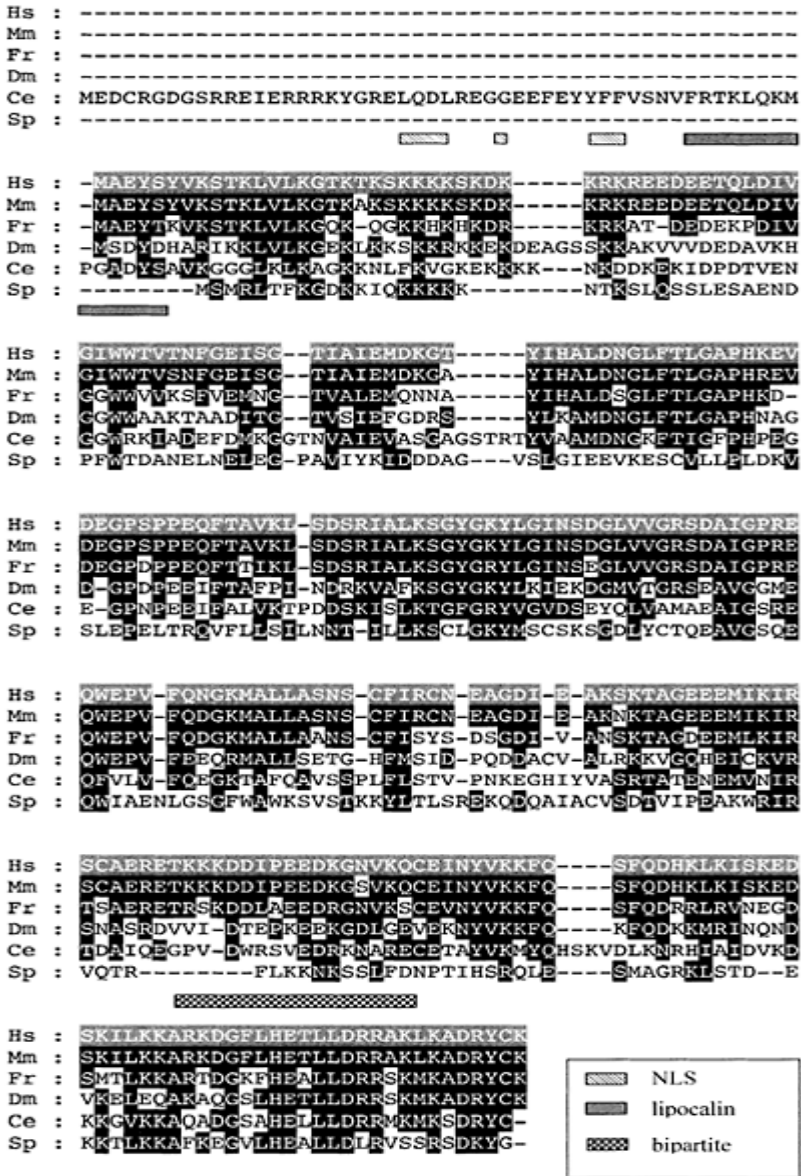 Hs : ------------------------------------------------------------
Mm : ------------------------------------------------------------
Fr : ------------------------------------------------------------
Dm : ------------------------------------------------------------
Ce : MEDCRGDGSRREIERRRKYGRELQDLREGGEEFEYYFFVSNVFRTKLQKM
Sp : ------------------------------------------------------------
Hs : -MAEYSYVKSTKLVLKGTKTKSKKKKSKDK-----KRKREEDEETQLDIV
Mm : -MAEYSYVKSTKLVLKGTKAKSKKKKSKDK-----KRKREEDEETQLDIV
Fr : -MAEYTKVKSTKLVLKGQK-QGKKHKHKDR-----KRKAT-DEDEKPDIV
Dm : -MSDYDHARIKKLVLKGEKLKKSKKRKKEKDEAGSSKKAKVVVDEDAVKH
Ce : PGADYSAVKGGGLKLKAGKKNLFKVGKEKKKK---NKDDKEKIDPDTVEN
Sp : --------MSMRLTFKGDKKIQKKKKKK-------NTKSLQSSLESAEND
Hs : GIWWTVTNFGEISG--TIAIEMDKGT-----YIHALDNGLFTLGAPHKEV
Mm : GIWWTVSNFGEISG--TIAIEMDKGA-----YIHALDNGLFTLGAPHREV
Fr : GGWWVVKSFVEMNG--TVALEMQNNA-----YIHALDSGLFTLGAPHKD-
Dm : GGWWAAKTAADITG--TVSIEFGDRS-----YLKAMDNGLFTLGAPHNAG
Ce : GGWRKIADEFDMKGGTNVAIEVASGAGSTRTYVAAMDNGKFTIGFPHPEG
Sp : PFWTDANELNELEG-PAVIYKIDDDAG---VSLGIEEVKESCVLLPLDKV
Hs : DEGPSPPEQFTAVKL-SDSRIALKSGYGKYLGINSDGLVVGRSDAIGPRE
Mm : DEGPSPPEQFTAVKL-SDSRIALKSGYGKYLGINSDGLVVGRSDAIGPRE
Fr : DEGPDPPEQFTTIKL-SDSRIALKSGYGKYLGINSEGLVVGRSDAIGPRE
Dm : D-GPDPEEIFTAFPI-NDRKVAFKSGYGKYLKIEKDGMVTGRSEAVGGME
Ce : E-GPNPEEIFALVKTPDDSKISLKTGFGRYVGVDSEYQLVAMAEAIGSRE
Sp : SLEPELTRQVFLLSILNNT-ILLKSCLGKYMSCSKSGDLYCTQEAVGSQE
Hs : QWEPV-FQNGKMALLASNS-CFIRCN-EAGDI-E-AKSKTAGEEEMIKIR
Mm : QWEPV-FQDGKMALLASNS-CFIRCN-EAGDI-E-AKNKTAGEEEMIKIR
Fr : QWEPV-FQDGKMALLAANS-CFISYS-DSGDI-V-ANSKTAGDEEMLKIR
Dm : QWEPV-FEEQRMALLSETG-HFMSID-PQDDACV-ALRKKVGQHEICKVR
Ce : QFVLV-FQEGKTAFQAVSSPLFLSTV-PNKEGHIYVASRTATENEMVNIR
Sp : QWIAENLGSGFWAWKSVSTKKYLTLSREKQDQAIACVSDTVIPEAKWRIR
Hs : SCAERETKKKDDIPEEDKGNVKQCEINYVKKFQ----SFQDHKLKISKED
Mm : SCAERETKKKDDIPEEDKGSVKQCEINYVKKFQ----SFQDHKLKISKED
Fr : TSAERETRSKDDLAEEDRGNVKSCEVNYVKKFQ----SFQDRRLRVNEGD
Dm : SNASRDVVI-DTEPKEEKGDLGEVEKNYVKKFQ----KFQDKKMRINQND
Ce : TDAIQEGPV-DWRSVEDRKNARECETAYVKMYQHSKVDLKNRHIAIDVKD
Sp : VQTR--------FLKKNKSSLFDNPTIHSRQLE----SMAGRKLSTD--E
Hs : SKILKKARKDGFLHETLLDRRAKLKADRYCK
Mm : SKILKKARKDGFLHETLLDRRAKLKADRYCK
Fr : SMTLKKARTDGKFHEALLDRRSKMKADRYCK
Dm : VKELEQAKAQGSLHETLLDRRSKMKADRYCK
Ce : KKGVKKAQADGSAHELLLDRRMKMKSDRYC-
Sp : KKTLKKAFKEGVLHEALLDLRVSSRSDKYG-
NLS
lipocalin
bipartite